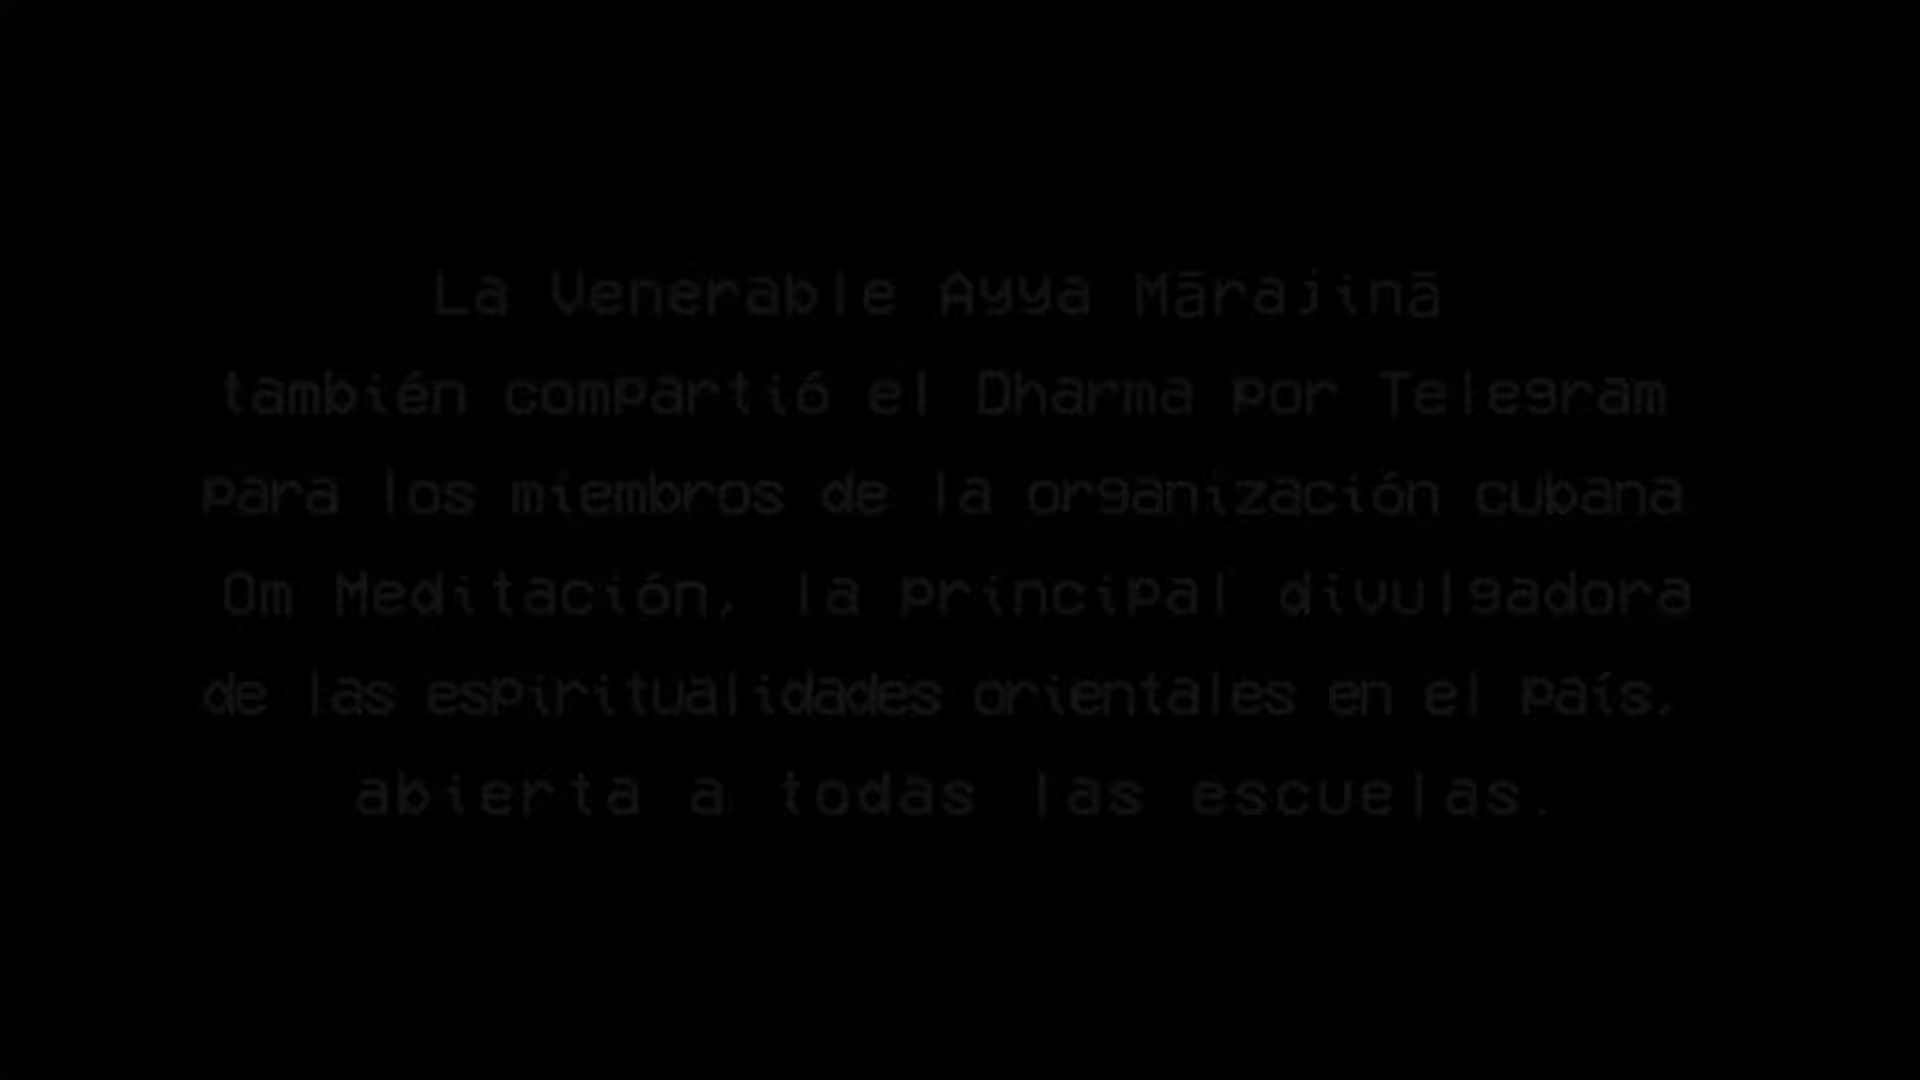 La Venerable Ayya Mārajinā
también compartió el Dharma por Telegram
para los miembros de la organización cubana
Om Meditación, la principal divulgadora
de las espiritualidades orientales en el país,
abierta a todas las escuelas.